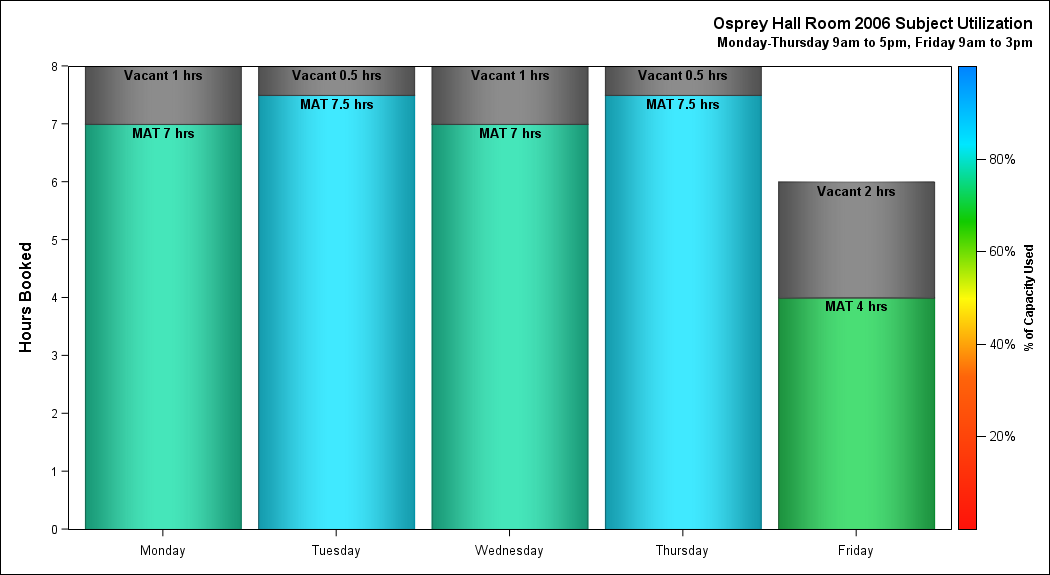 Osprey Hall Room 2006 Subject Utilization
Monday-Thursday 9am to 5pm, Friday 9am to 3pm
Hours Booked
8
7
6
5
4
3
2
1
0
Vacant 1 hrs
MAT 7 hrs
Vacant 0.5 hrs
MAT 7.5 hrs
Vacant 1 hrs
MAT 7 hrs
Vacant 0.5 hrs
MAT 7.5 hrs
Vacant 2 hrs
MAT 4 hrs
Monday
Tuesday
Wednesday
Thursday
Friday
80%
60%
40%
20%
% of Capacity Used